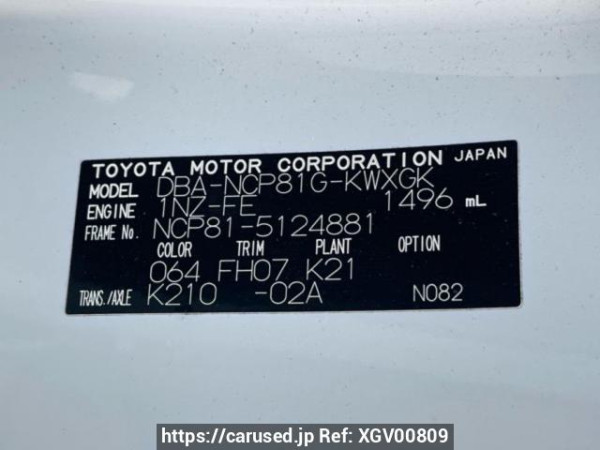 TOYOTA MOTOR CORPORATION JAPAN
MODEL DBA-NCP81G-KWXGK
ENGINE 1NZ-FE 1496 mL
FRAME No. NCP81-5124881
COLOR TRIM PLANT OPTION
064 FH07 K21
TRANS./AXLE K210 -02A N082
https://carused.jp Ref: XGV00809